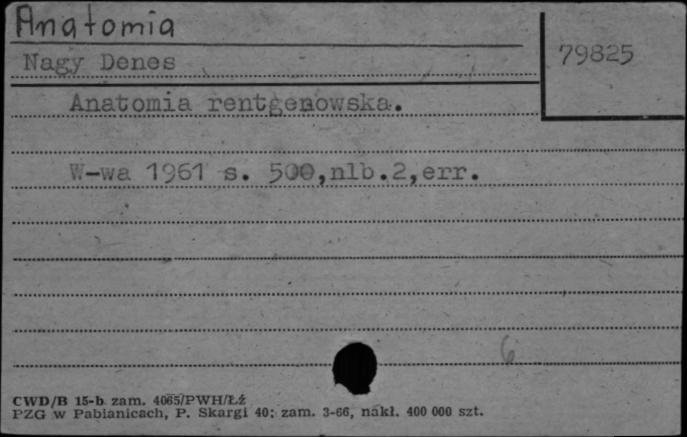 Anatomia
79825
Nagy Denes
Anatomia rentgenowska.
W-wa 1961 s. 500,nlb.2,err.
6
CWD/B 15-b zam. 4065/PWH/Łź
PZG w Pabianicach, P. Skargi 40; zam. 3-66, nakł. 400 000 szt.